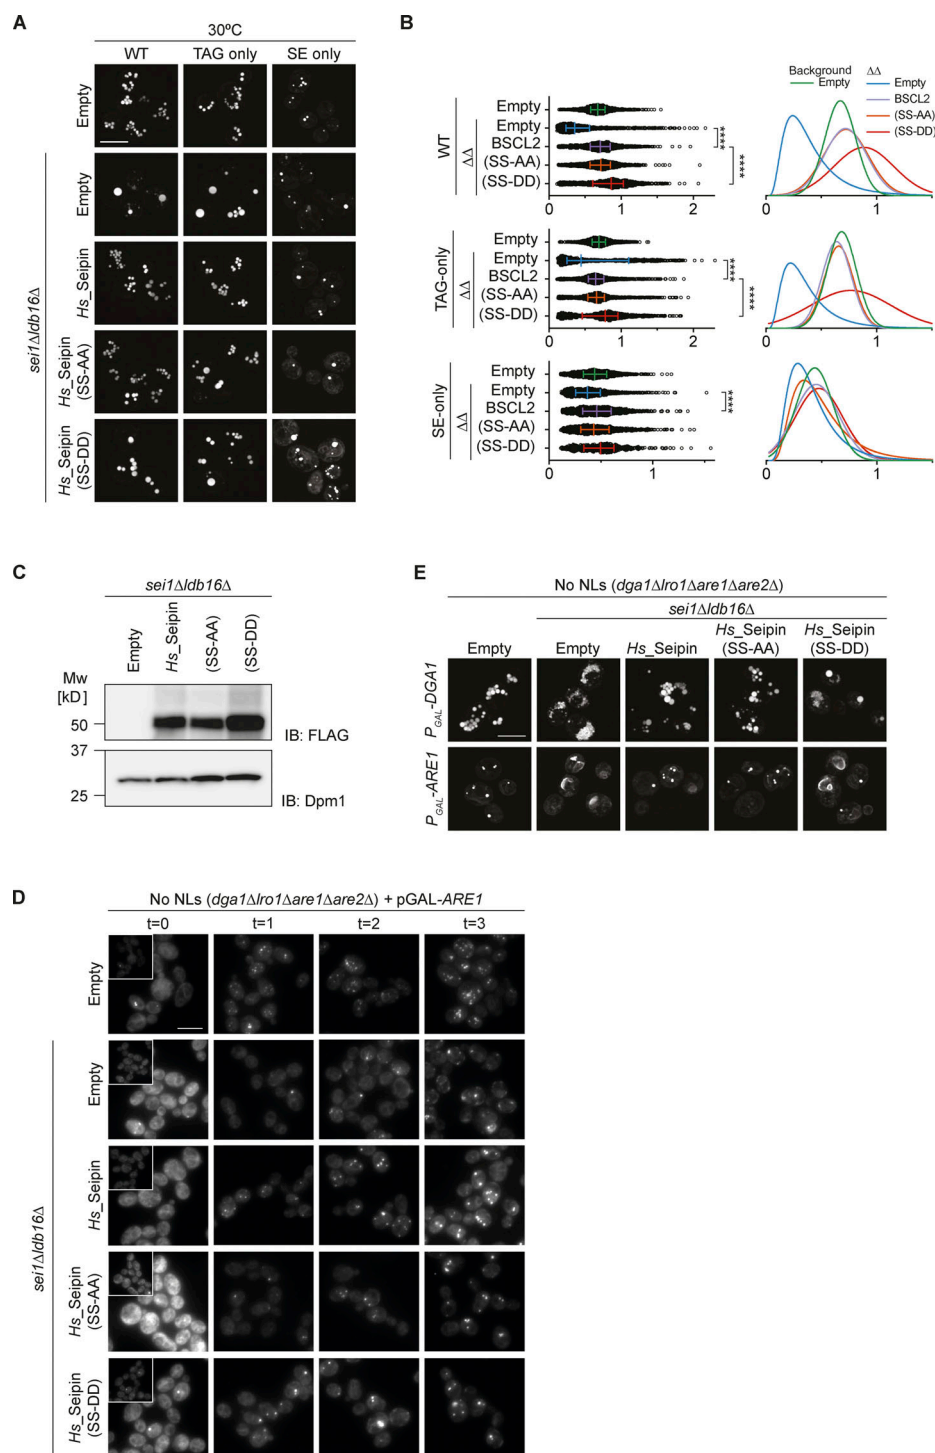 A
30ºC
WT TAG only SE only
Empty
sei1Δldb16Δ
Empty
Hs_Seipin
Hs_Seipin
(SS-AA)
Hs_Seipin
(SS-DD)
B
Background ΔΔ
Empty Empty
BSCL2
(SS-AA)
(SS-DD)
WT
ΔΔ
Empty
Empty
BSCL2
(SS-AA)
(SS-DD)
****
****
0 1 2
0 1
TAG-only
ΔΔ
Empty
Empty
BSCL2
(SS-AA)
(SS-DD)
****
****
0 1 2
0 1
SE-only
ΔΔ
Empty
Empty
BSCL2
(SS-AA)
(SS-DD)
****
0 1
0 1
C
sei1Δldb16Δ
Empty
Hs_Seipin
(SS-AA)
(SS-DD)
Mw
[kD]
50
IB: FLAG
37
25
IB: Dpm1
E
No NLs (dga1Δlro1Δare1Δare2Δ)
sei1Δldb16Δ
Empty Empty Hs_Seipin Hs_Seipin (SS-AA) Hs_Seipin (SS-DD)
PGAL-DGA1
PGAL-ARE1
D
No NLs (dga1Δlro1Δare1Δare2Δ) + pGAL-ARE1
t=0 t=1 t=2 t=3
Empty
sei1Δldb16Δ
Empty
Hs_Seipin
Hs_Seipin
(SS-AA)
Hs_Seipin
(SS-DD)